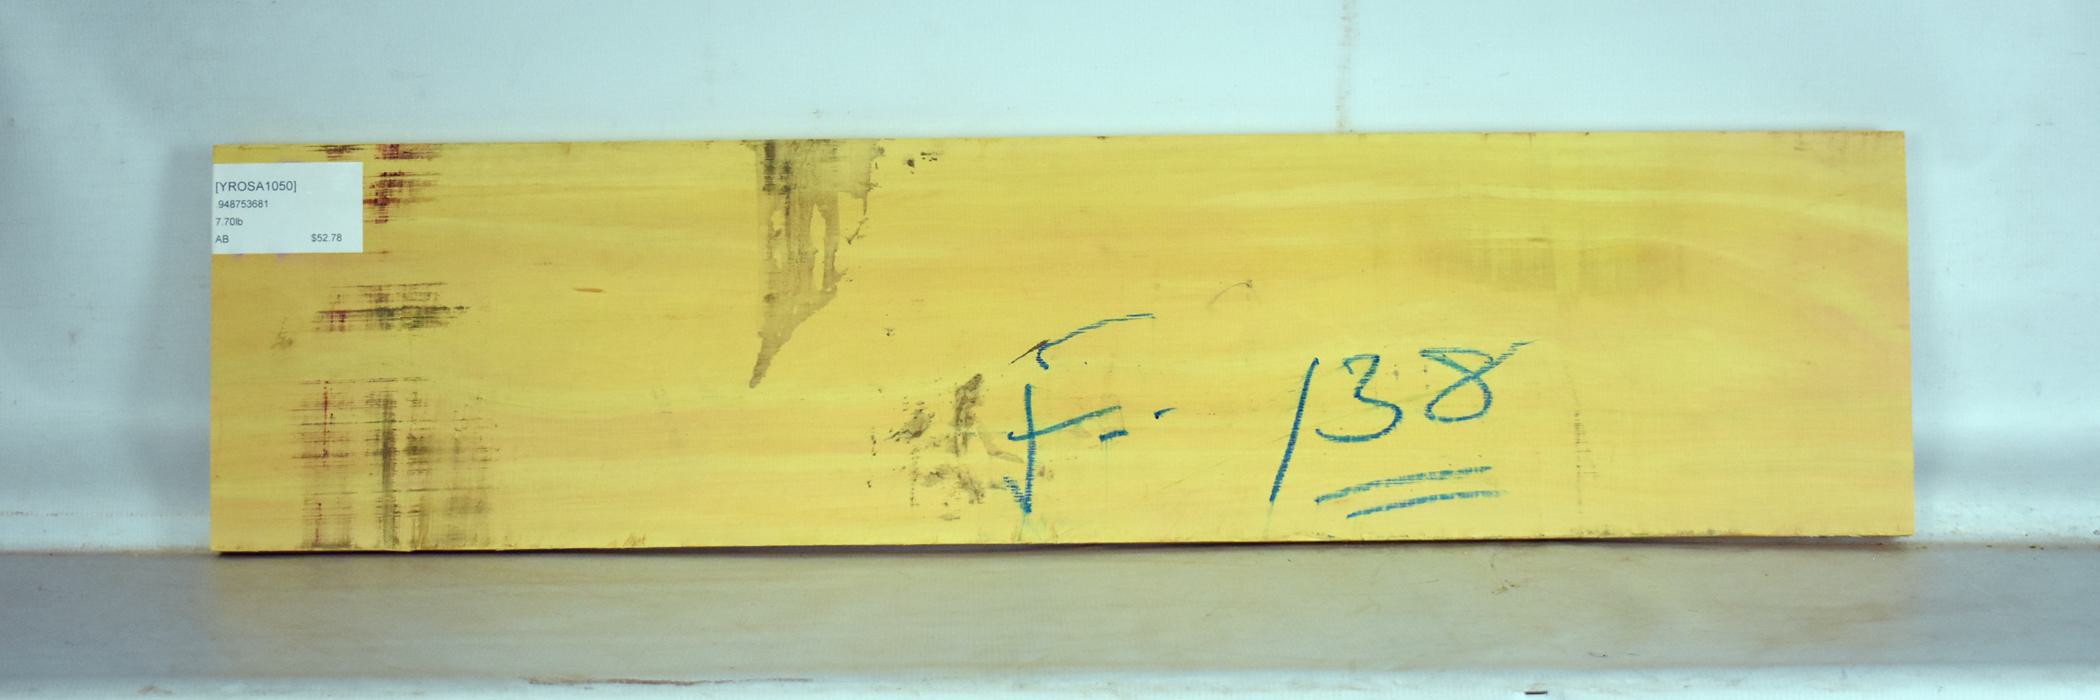 [YROSA1050]
948753681
7.70lb
AB $52.78
F- 138